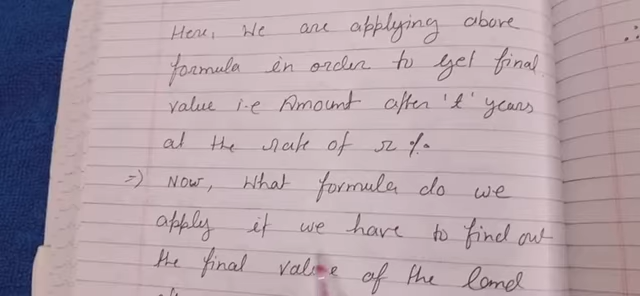 Here, We are applying above
formula in order to get final
value i.e Amount after 't' years
at the rate of r %.
=) Now, What formula do we
apply if we have to find out
the final value of the land